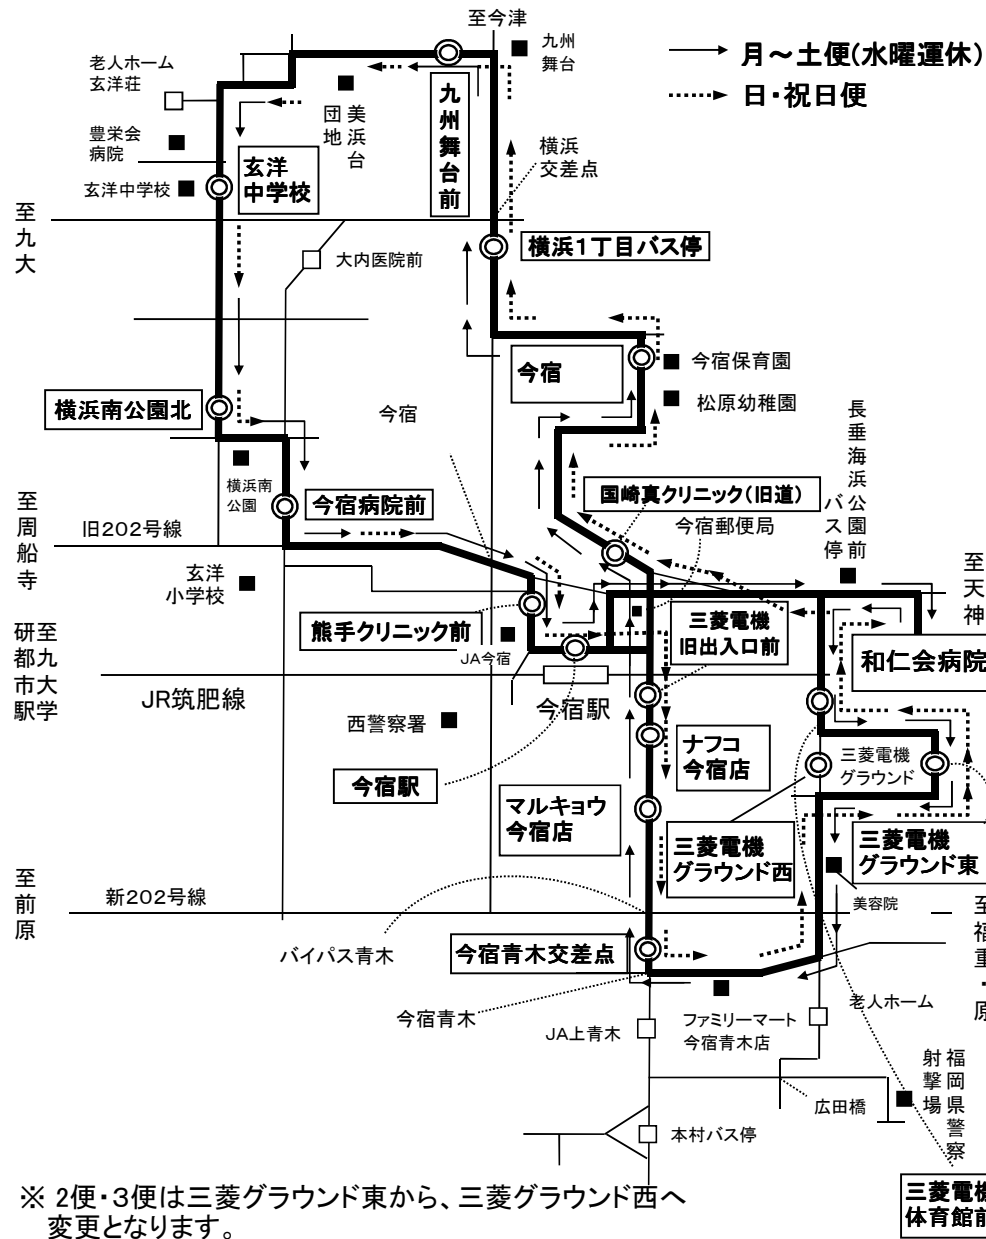 至今津
九州
舞台
月～土便(水曜運休)
日・祝日便
老人ホーム
玄洋荘
美浜台
団地
九州舞台前
豊栄会
病院
玄洋
中学校
横浜
交差点
玄洋中学校
至九大
大内医院前
横浜1丁目バス停
今宿
今宿保育園
松原幼稚園
横浜南公園北
今宿
長垂海浜公園前
バス停
横浜南
公園
今宿病院前
国崎真クリニック(旧道)
今宿郵便局
至周船寺
旧202号線
玄洋
小学校
至天神
熊手クリニック前
三菱電機
旧出入口前
JA今宿
和仁会病院
至九大学
研都市駅
JR筑肥線
今宿駅
西警察署
ナフコ
今宿店
三菱電機
グラウンド
今宿駅
マルキョウ
今宿店
三菱電機
グラウンド西
三菱電機
グラウンド東
至前原
新202号線
美容院
バイパス青木
今宿青木交差点
至福重・原
今宿青木
JA上青木
ファミリーマート
今宿青木店
老人ホーム
福岡県警察
射撃場
広田橋
本村バス停
三菱電機
体育館前
※ 2便・3便は三菱グラウンド東から、三菱グラウンド西へ
変更となります。